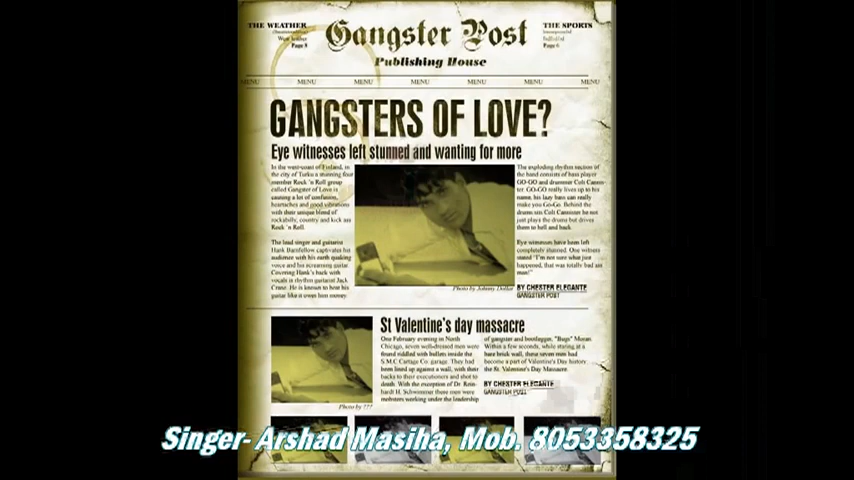 THE WEATHER
Page 3
Gangster Post
THE SPORTS
Page 6
Publishing House
MENU MENU MENU MENU MENU MENU MENU
GANGSTERS OF LOVE?
Eye witnesses left stunned and wanting for more
In the west-coast of Finland, in
the city of Turku a stunning four
member Rock 'n Roll group
called Gangster of Love is
causing a lot of confusion,
heartaches and good vibrations
with their unique blend of
rockabilly, country and kick ass
Rock 'n Roll.
The lead singer and guitarist
Hank Barnfellow captivates his
audience with his earth quaking
voice and his screaming guitar
Covering Hank's back with
vocals is rhythm guitarist Jack
Crane. He is known to beat his
guitar like it owes him money.
The exploding rhythm section of
the band consists of bass player
GO-GO and drummer Colt Cannon-
ter. GO-GO really lives up to his
name, his lazy bass can really
make you Go-Go. Behind the
drums sits Colt Cannister he not
just plays the drums but drives
them to hell and back.
Eye witnesses have been left
completely stunned. One witness
stated "I'm not sure what just
happened, that was totally bad ass
man!"
Photo by Johnny Dollar
BY CHESTER ELEGANTE
GANGSTER POST
St Valentine's day massacre
One February evening in North
Chicago, seven well-dressed men were
found riddled with bullets inside the
S.M.C Cartage Co. garage. They had
been lined up against a wall, with their
backs to their executioners and shot to
death. With the exception of Dr. Rein-
hardt H. Schwimmer these men were
mobsters working under the leadership
of gangster and bootlegger, "Bugs" Moran.
Within a few seconds, while staring at a
bare brick wall, these seven men had
become a part of Valentine's Day history:
the St. Valentine's Day Massacre.
BY CHESTER ELEGANTE
GANGSTER POST
Photo by ???
Singer- Arshad Masiha, Mob. 8053358325